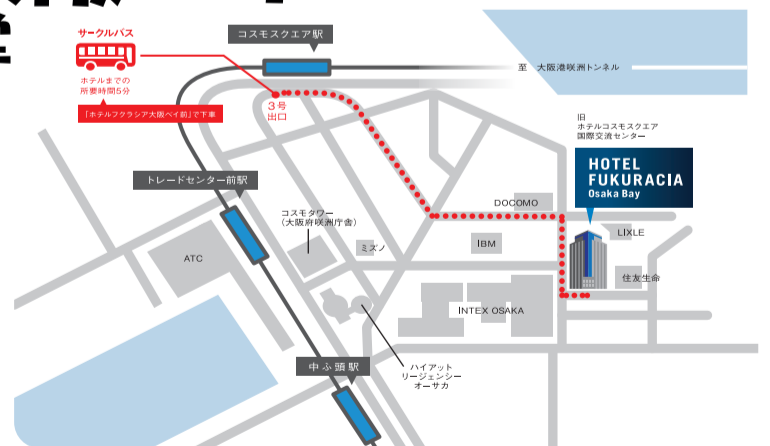 サークルバス
ホテルまでの
所要時間5分
「ホテルフクラシア大阪ベイ前」で下車
コスモスクエア駅
至 大阪港咲洲トンネル
3号
出口
旧
ホテルコスモスクエア
国際交流センター
HOTEL
FUKURACIA
Osaka Bay
トレードセンター前駅
コスモタワー
(大阪府咲洲庁舎)
DOCOMO
ミズノ
IBM
LIXLE
ATC
住友生命
INTEX OSAKA
中ふ頭駅
ハイアット
リージェンシー
オーサカ